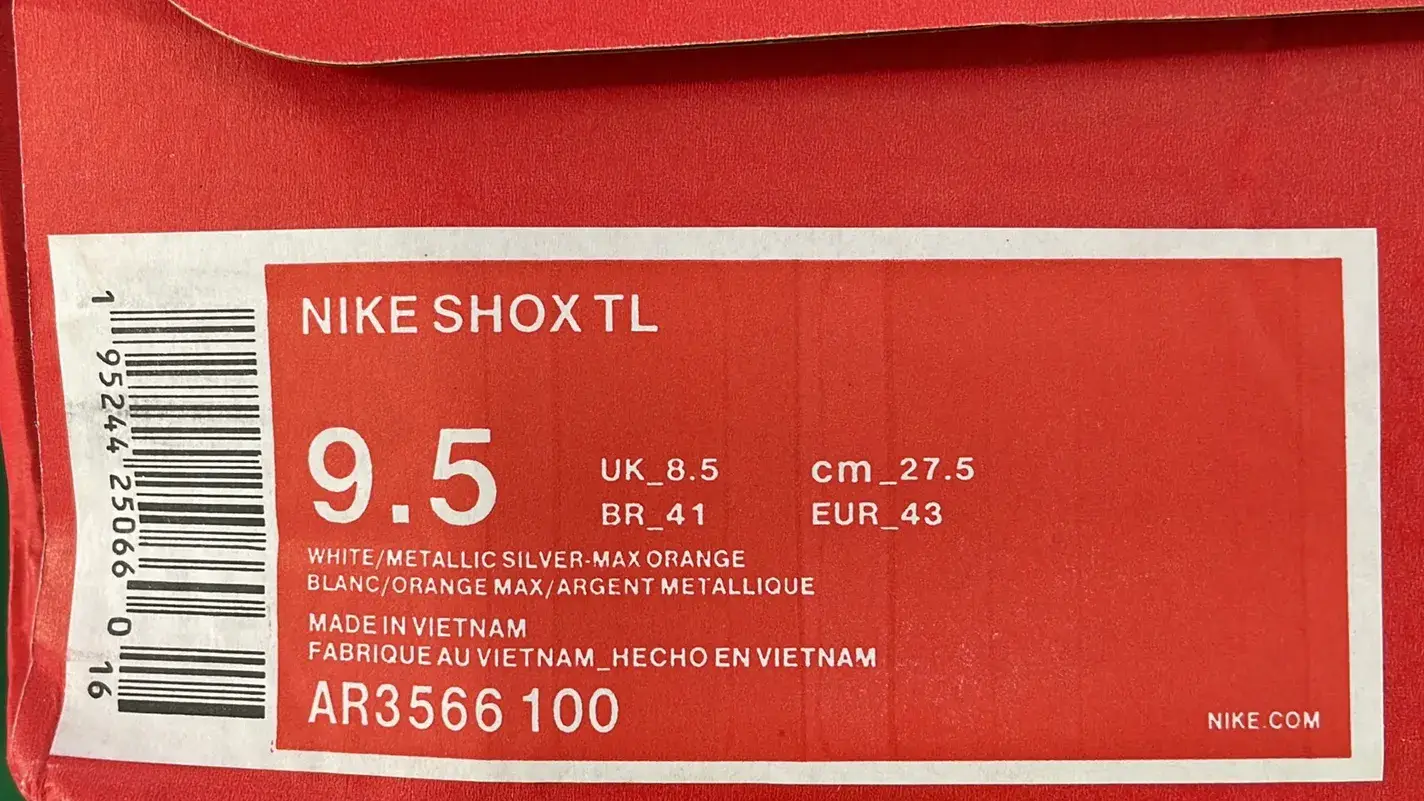 NIKE SHOX TL
9.5
UK_8.5 cm_27.5
BR_41 EUR_43
WHITE/METALLIC SILVER-MAX ORANGE
BLANC/ORANGE MAX/ARGENT METALLIQUE
MADE IN VIETNAM
FABRIQUE AU VIETNAM_HECHO EN VIETNAM
AR3566 100
NIKE.COM
1 95244 25066 0 16